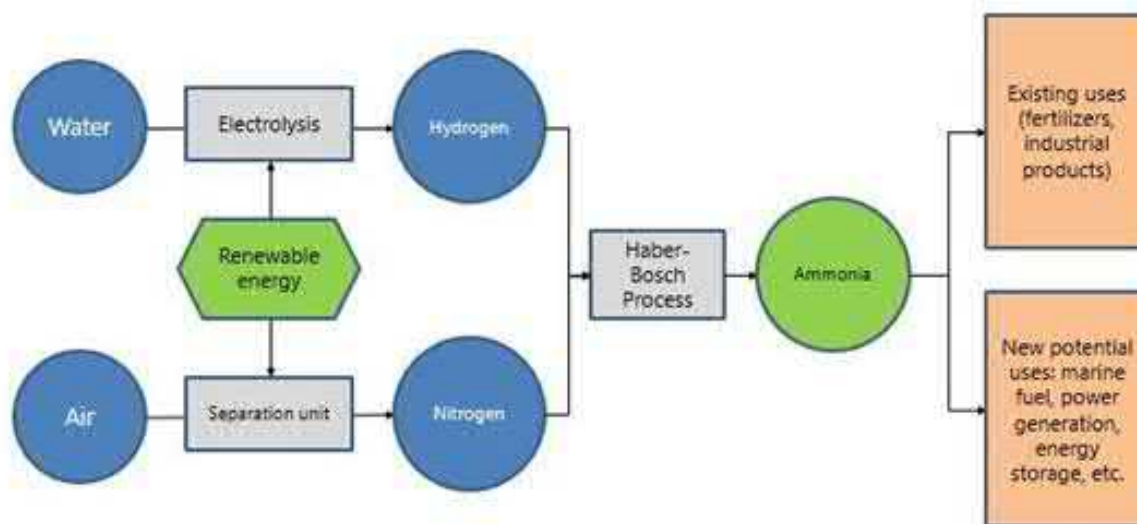 Water
Electrolysis
Hydrogen
Renewable
energy
Air
Separation unit
Nitrogen
Haber-
Bosch
Process
Ammonia
Existing uses
(fertilizers,
industrial
products)
New potential
uses: marine
fuel, power
generation,
energy
storage, etc.